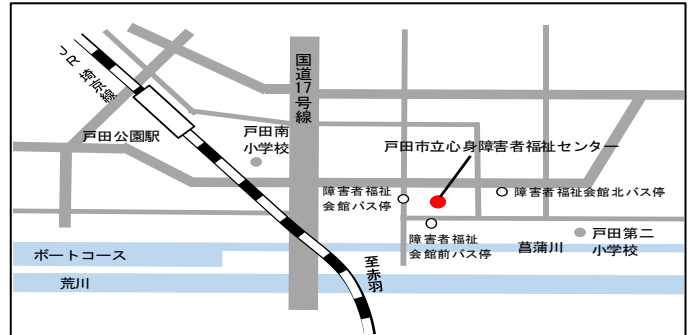 JR 埼京線
国道17号線
戸田公園駅
戸田南
小学校
戸田市立心身障害者福祉センター
障害者福祉
会館バス停
障害者福祉会館北バス停
障害者福祉
会館前バス停
菖蒲川
戸田第二
小学校
ボートコース
至赤羽
荒川